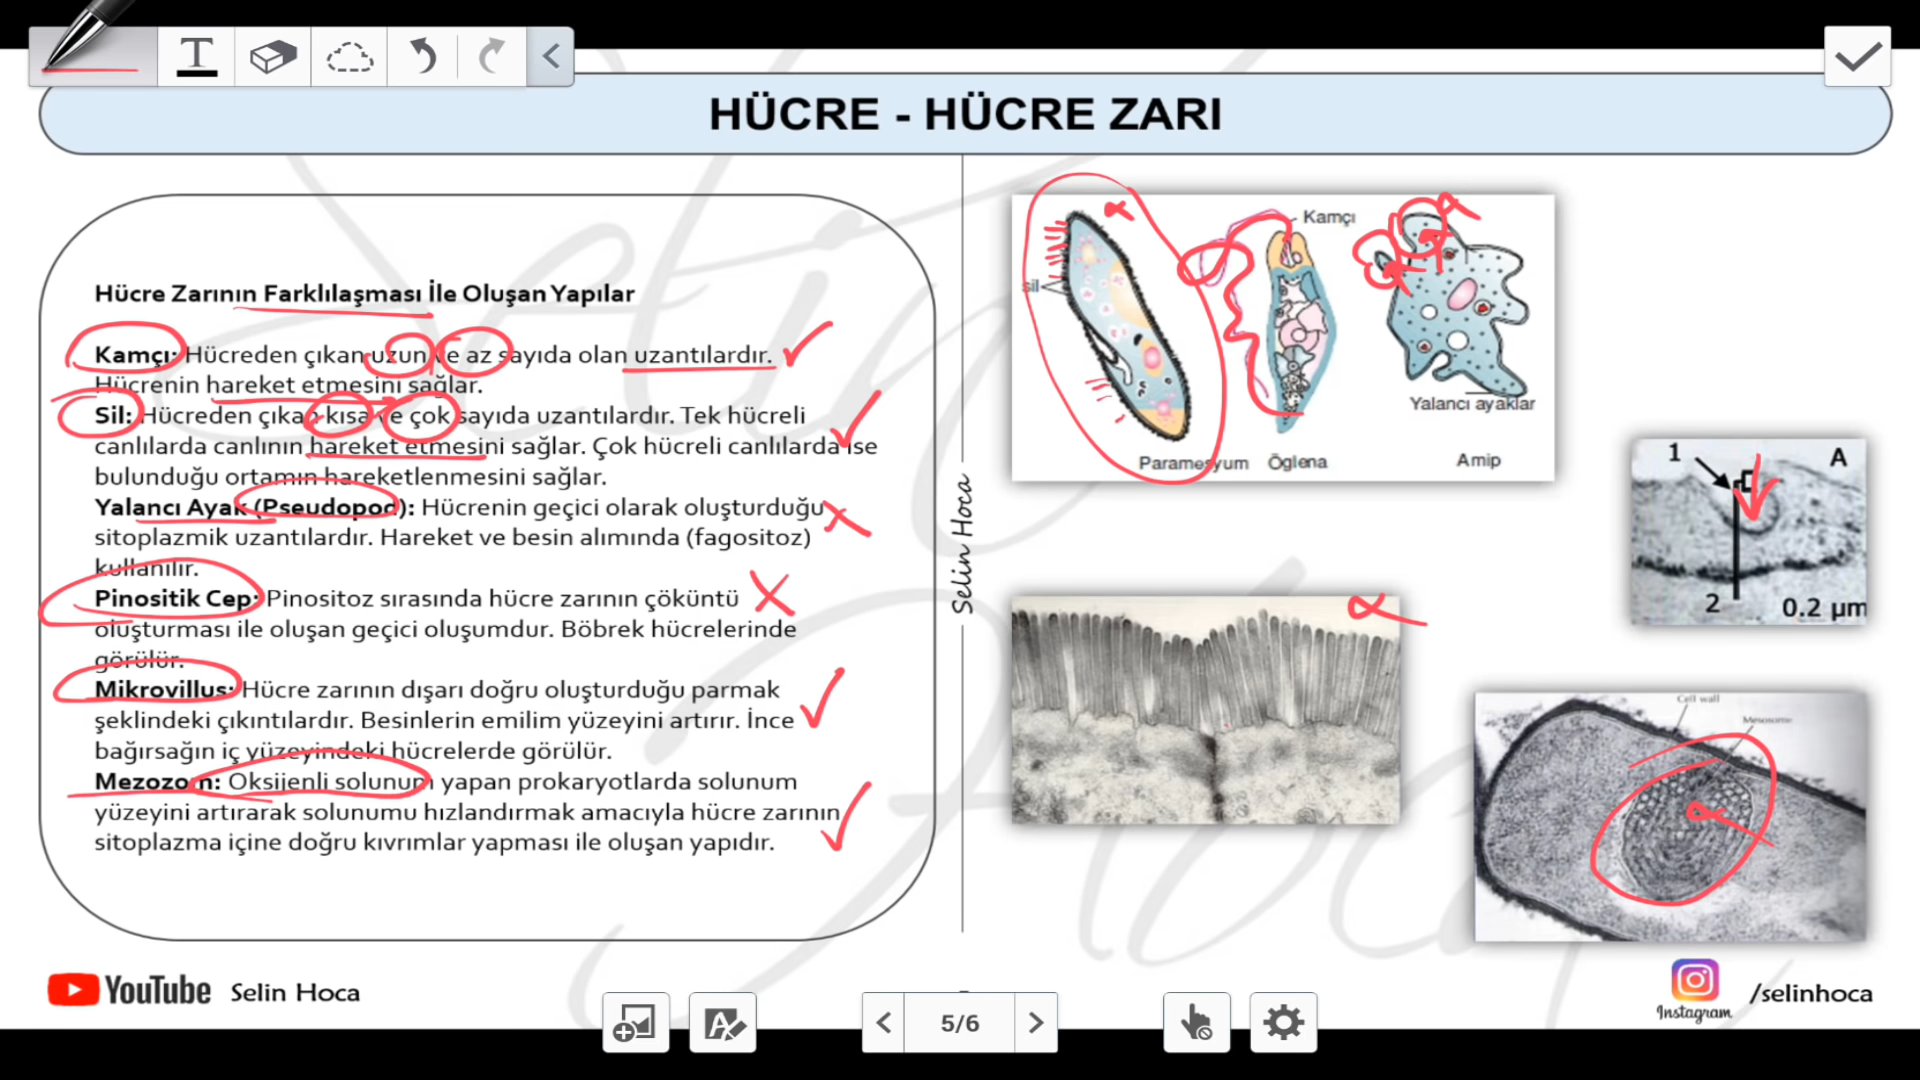 HÜCRE - HÜCRE ZARI
Hücre Zarının Farklılaşması İle Oluşan Yapılar
Kamçı: Hücreden çıkan uzun ve az sayıda olan uzantılardır.
Hücrenin hareket etmesini sağlar.
Sil: Hücreden çıkan kısa ve çok sayıda uzantılardır. Tek hücreli
canlılarda canlının hareket etmesini sağlar. Çok hücreli canlılarda ise
bulunduğu ortamın hareketlenmesini sağlar.
Yalancı Ayak (Pseudopod): Hücrenin geçici olarak oluşturduğu
sitoplazmik uzantılardır. Hareket ve besin alımında (fagositoz)
kullanılır.
Pinositik Cep: Pinositoz sırasında hücre zarının çöküntü
oluşturması ile oluşan geçici oluşumdur. Böbrek hücrelerinde
görülür.
Mikrovillus: Hücre zarının dışarı doğru oluşturduğu parmak
şeklindeki çıkıntılardır. Besinlerin emilim yüzeyini artırır. İnce
bağırsağın iç yüzeyindeki hücrelerde görülür.
Mezozom: Oksijenli solunum yapan prokaryotlarda solunum
yüzeyini artırarak solunumu hızlandırmak amacıyla hücre zarının
sitoplazma içine doğru kıvrımlar yapması ile oluşan yapıdır.
Selin Hoca
Kamçı
sil
Yalancı ayaklar
Paramesyum Öglena Amip
1 A
2 0.2 µm
Cell wall
Mesosome
YouTube Selin Hoca
5/6
Instagram /selinhoca